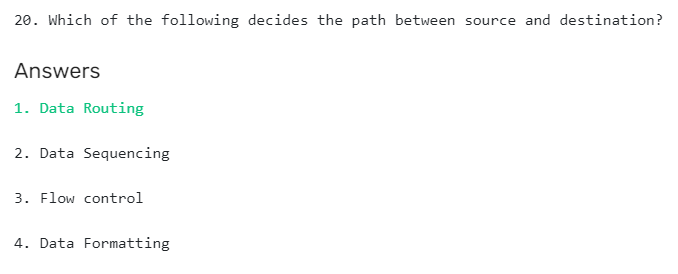 20. Which of the following decides the path between source and destination?
Answers
1. Data Routing
2. Data Sequencing
3. Flow control
4. Data Formatting